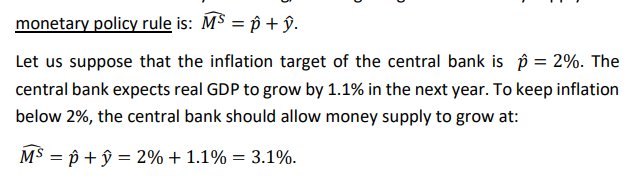 monetary policy rule is: M̂ˢ = p̂ + ŷ.
Let us suppose that the inflation target of the central bank is p̂ = 2%. The
central bank expects real GDP to grow by 1.1% in the next year. To keep inflation
below 2%, the central bank should allow money supply to grow at:
M̂ˢ = p̂ + ŷ = 2% + 1.1% = 3.1%.